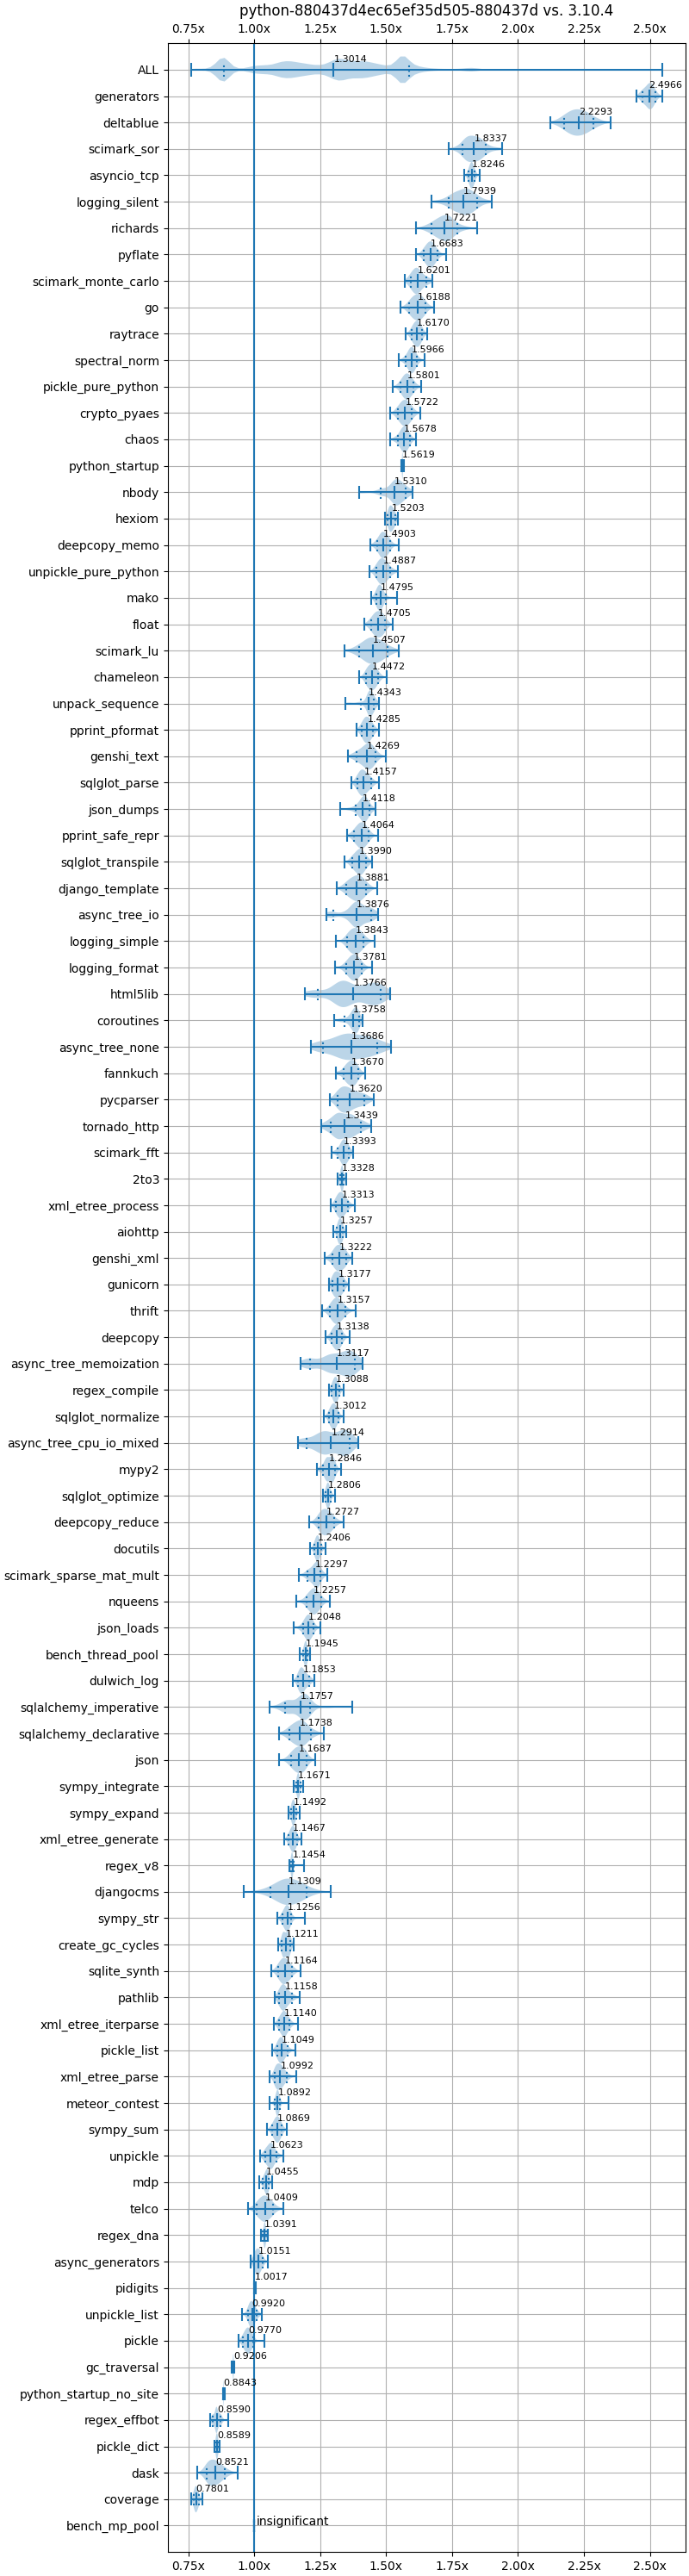 python-880437d4ec65ef35d505-880437d vs. 3.10.4
0.75x 1.00x 1.25x 1.50x 1.75x 2.00x 2.25x 2.50x
ALL 1.3014
generators 2.4966
deltablue 2.2293
scimark_sor 1.8337
asyncio_tcp 1.8246
logging_silent 1.7939
richards 1.7221
pyflate 1.6683
scimark_monte_carlo 1.6201
go 1.6188
raytrace 1.6170
spectral_norm 1.5966
pickle_pure_python 1.5801
crypto_pyaes 1.5722
chaos 1.5678
python_startup 1.5619
nbody 1.5310
hexiom 1.5203
deepcopy_memo 1.4903
unpickle_pure_python 1.4887
mako 1.4795
float 1.4705
scimark_lu 1.4507
chameleon 1.4472
unpack_sequence 1.4343
pprint_pformat 1.4285
genshi_text 1.4269
sqlglot_parse 1.4157
json_dumps 1.4118
pprint_safe_repr 1.4064
sqlglot_transpile 1.3990
django_template 1.3881
async_tree_io 1.3876
logging_simple 1.3843
logging_format 1.3781
html5lib 1.3766
coroutines 1.3758
async_tree_none 1.3686
fannkuch 1.3670
pycparser 1.3620
tornado_http 1.3439
scimark_fft 1.3393
2to3 1.3328
xml_etree_process 1.3313
aiohttp 1.3257
genshi_xml 1.3222
gunicorn 1.3177
thrift 1.3157
deepcopy 1.3138
async_tree_memoization 1.3117
regex_compile 1.3088
sqlglot_normalize 1.3012
async_tree_cpu_io_mixed 1.2914
mypy2 1.2846
sqlglot_optimize 1.2806
deepcopy_reduce 1.2727
docutils 1.2406
scimark_sparse_mat_mult 1.2297
nqueens 1.2257
json_loads 1.2048
bench_thread_pool 1.1945
dulwich_log 1.1853
sqlalchemy_imperative 1.1757
sqlalchemy_declarative 1.1738
json 1.1687
sympy_integrate 1.1671
sympy_expand 1.1492
xml_etree_generate 1.1467
regex_v8 1.1454
djangocms 1.1309
sympy_str 1.1256
create_gc_cycles 1.1211
sqlite_synth 1.1164
pathlib 1.1158
xml_etree_iterparse 1.1140
pickle_list 1.1049
xml_etree_parse 1.0992
meteor_contest 1.0892
sympy_sum 1.0869
unpickle 1.0623
mdp 1.0455
telco 1.0409
regex_dna 1.0391
async_generators 1.0151
pidigits 1.0017
unpickle_list 0.9920
pickle 0.9770
gc_traversal 0.9206
python_startup_no_site 0.8843
regex_effbot 0.8590
pickle_dict 0.8589
dask 0.8521
coverage 0.7801
bench_mp_pool insignificant
0.75x 1.00x 1.25x 1.50x 1.75x 2.00x 2.25x 2.50x